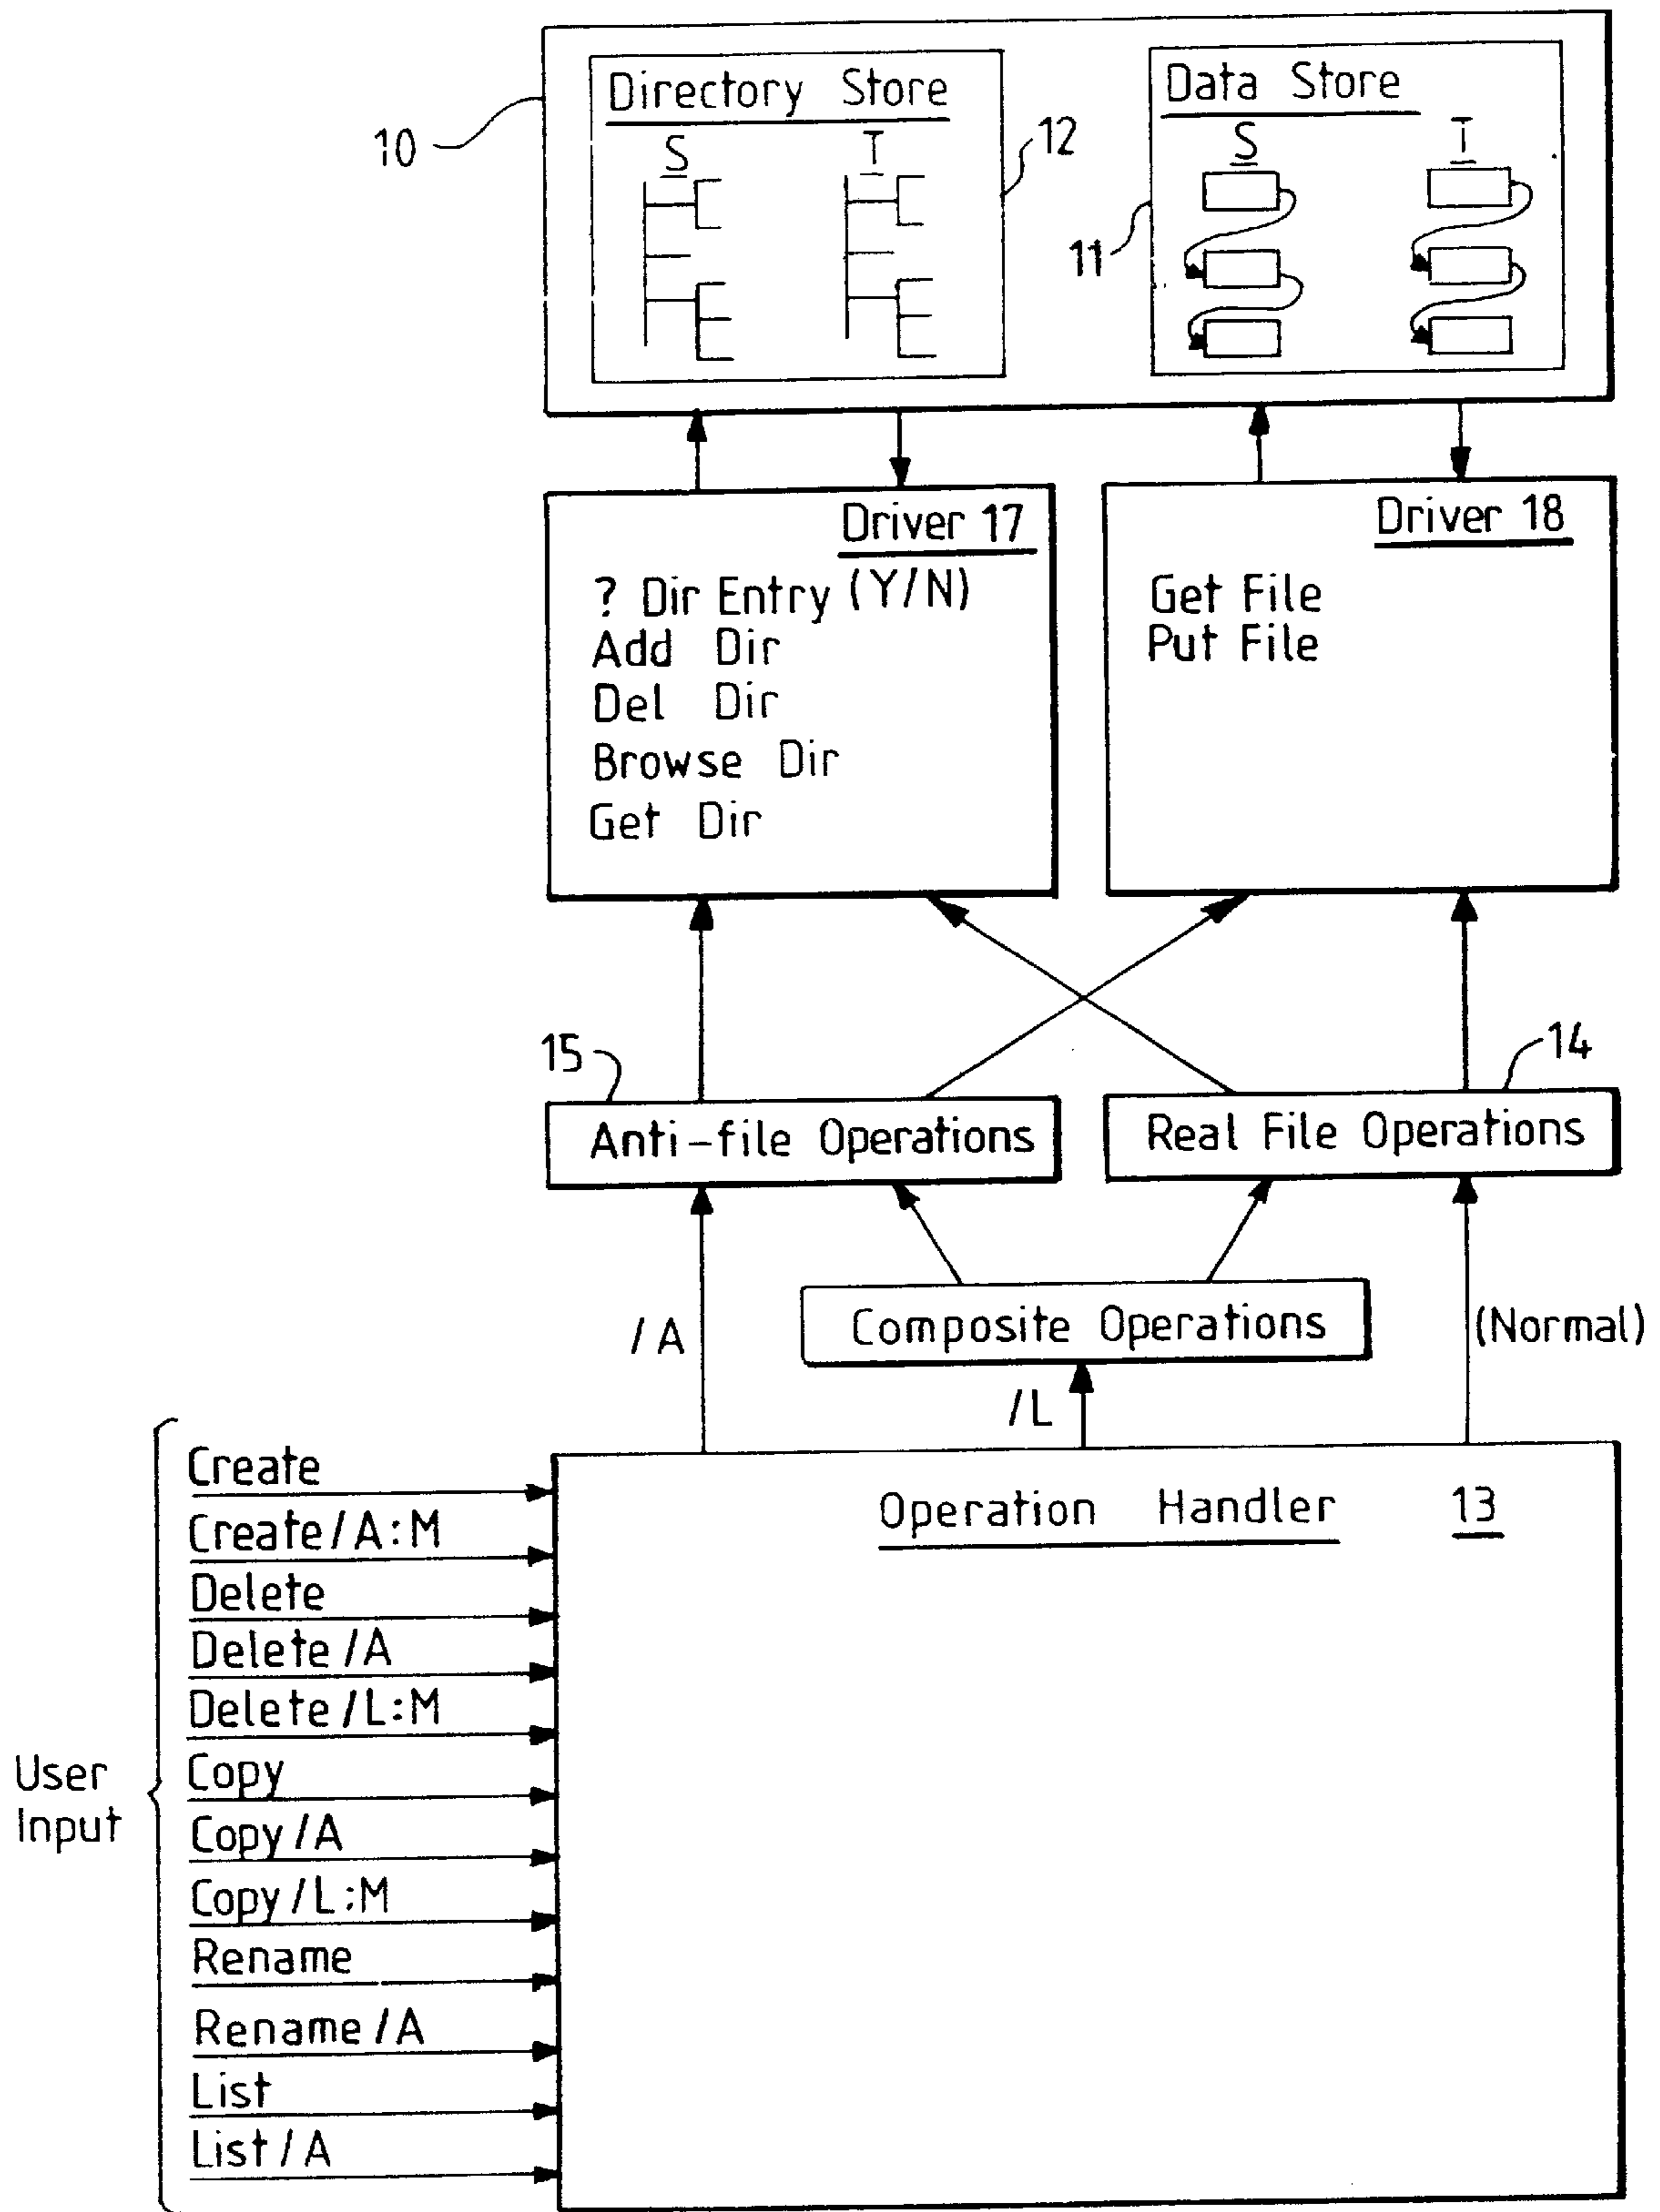 Directory Store
Data Store
S
T
S
T
10
12
11
Driver 17
? Dir Entry (Y/N)
Add Dir
Del Dir
Browse Dir
Get Dir
Driver 18
Get File
Put File
15
14
Anti-file Operations
Real File Operations
/A
Composite Operations
(Normal)
/L
Operation Handler 13
User
Input
Create
Create/A:M
Delete
Delete/A
Delete/L:M
Copy
Copy/A
Copy/L:M
Rename
Rename/A
List
List/A